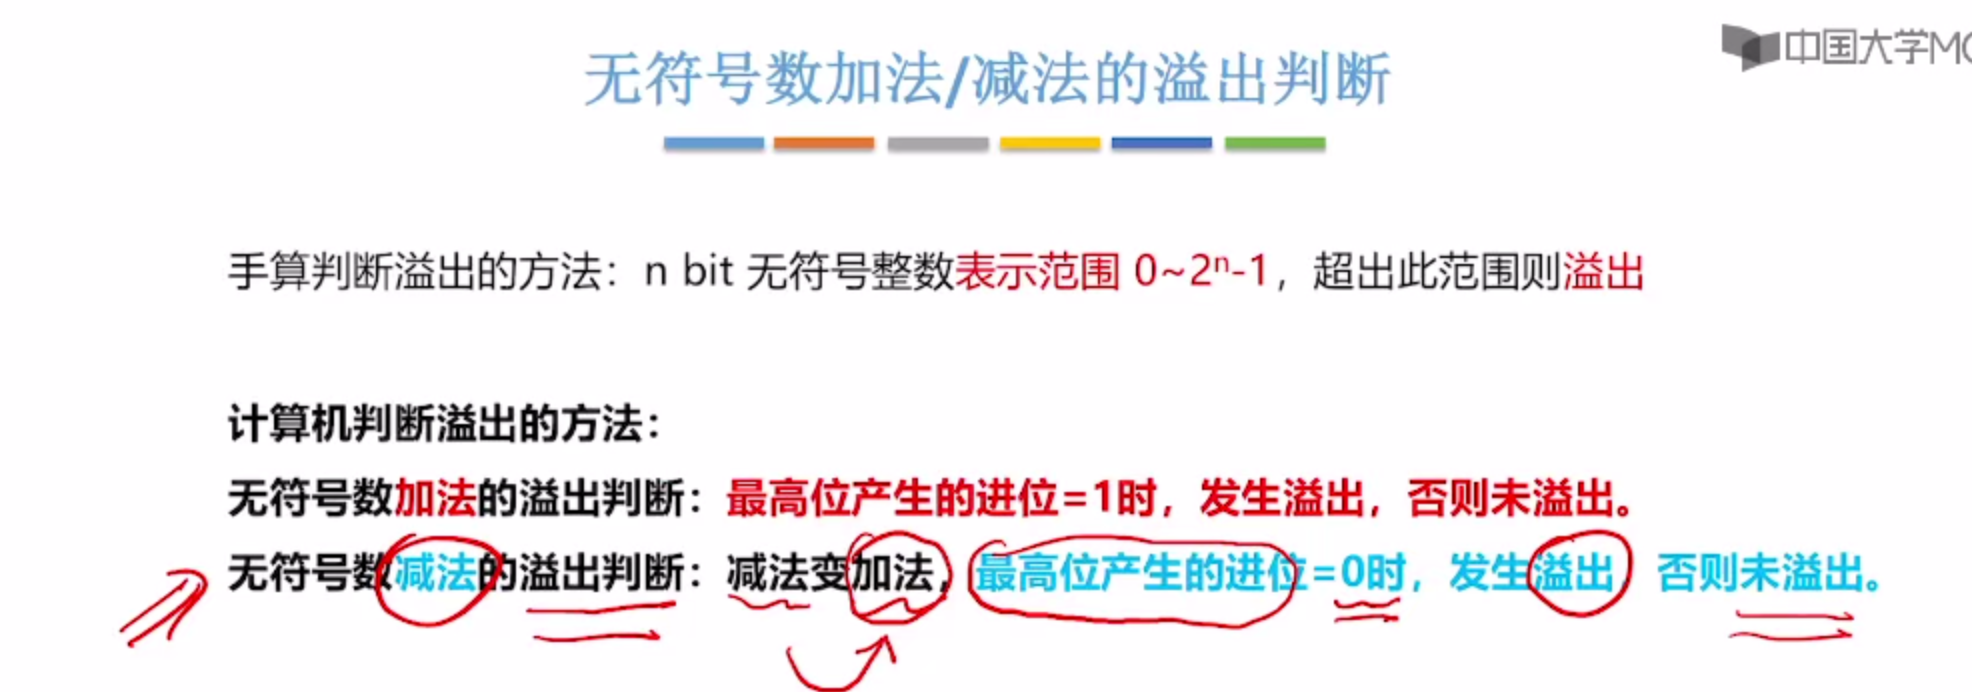 中国大学MO
无符号数加法/减法的溢出判断
手算判断溢出的方法：n bit 无符号整数表示范围 0~2ⁿ-1，超出此范围则溢出
计算机判断溢出的方法：
无符号数加法的溢出判断：最高位产生的进位=1时，发生溢出，否则未溢出。
无符号数减法的溢出判断：减法变加法，最高位产生的进位=0时，发生溢出 否则未溢出。